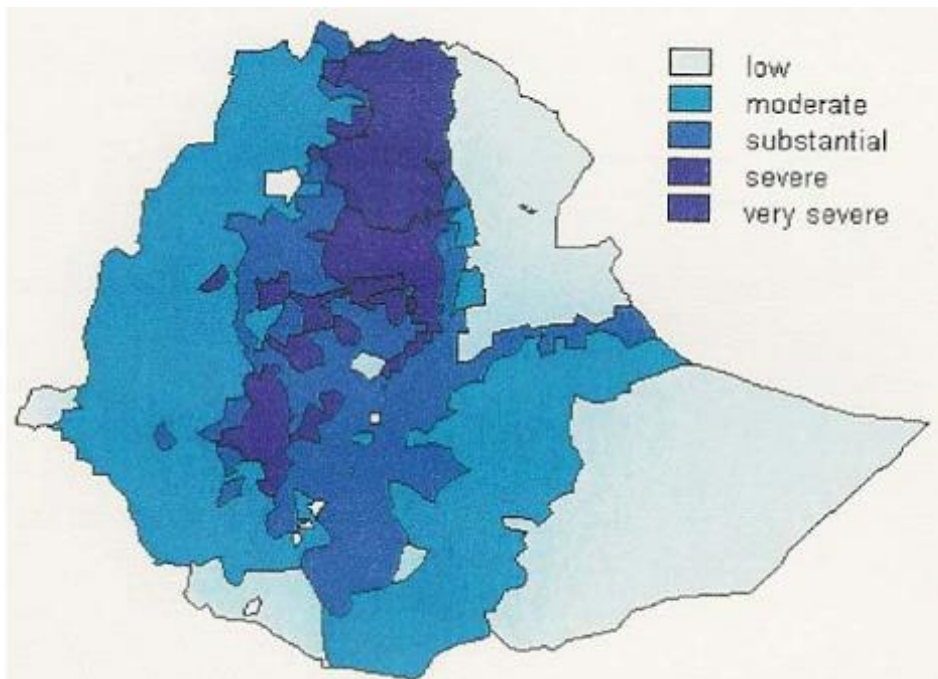 low
moderate
substantial
severe
very severe